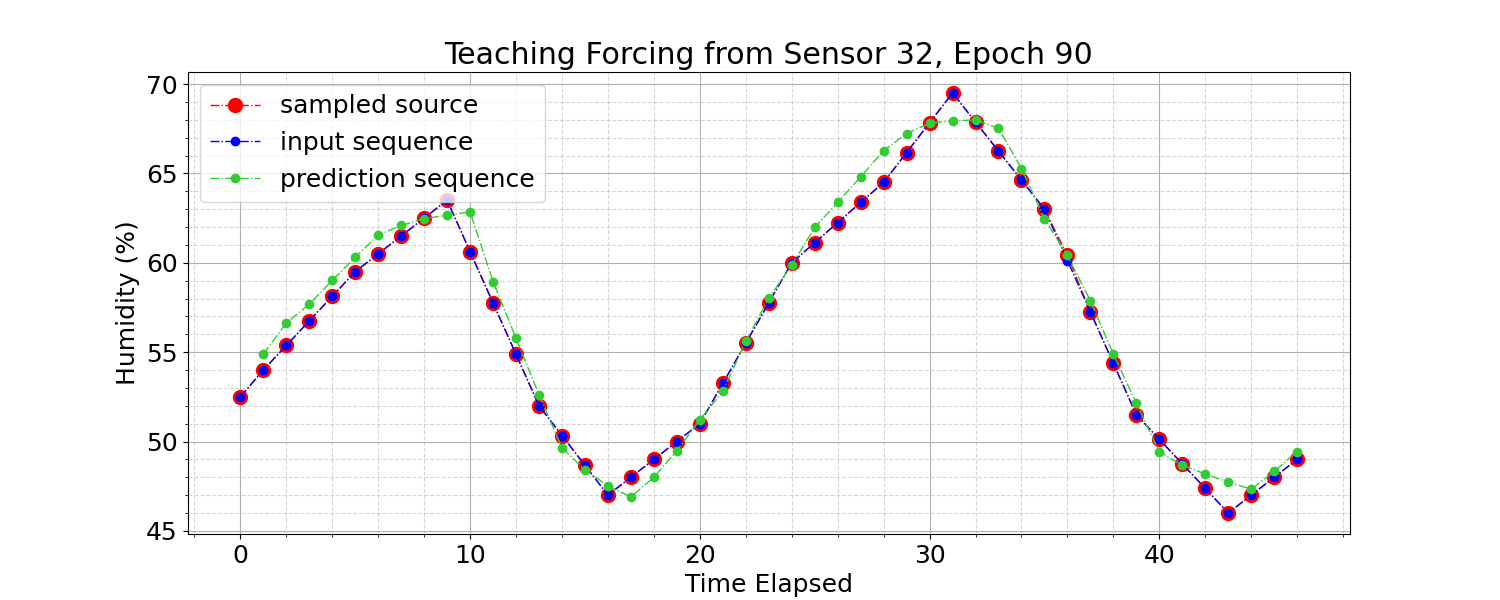 Teaching Forcing from Sensor 32, Epoch 90
70
65
60
55
50
45
Humidity (%)
sampled source
input sequence
prediction sequence
0 10 20 30 40
Time Elapsed